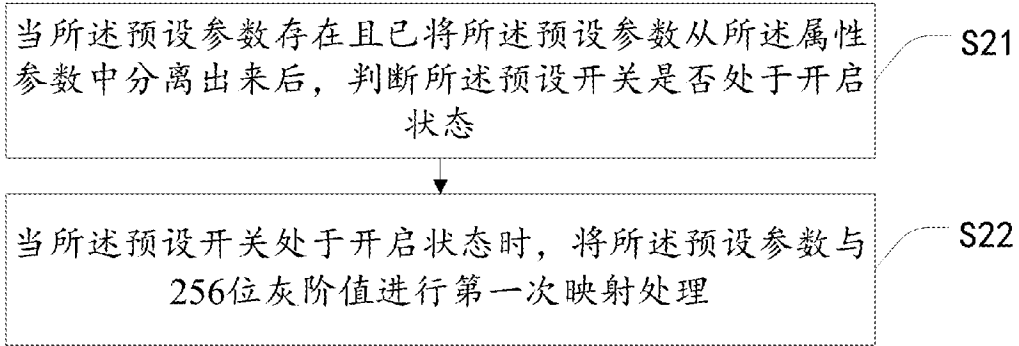 当所述预设参数存在且已将所述预设参数从所述属性
参数中分离出来后，判断所述预设开关是否处于开启
状态
S21
当所述预设开关处于开启状态时，将所述预设参数与
256位灰阶值进行第一次映射处理
S22